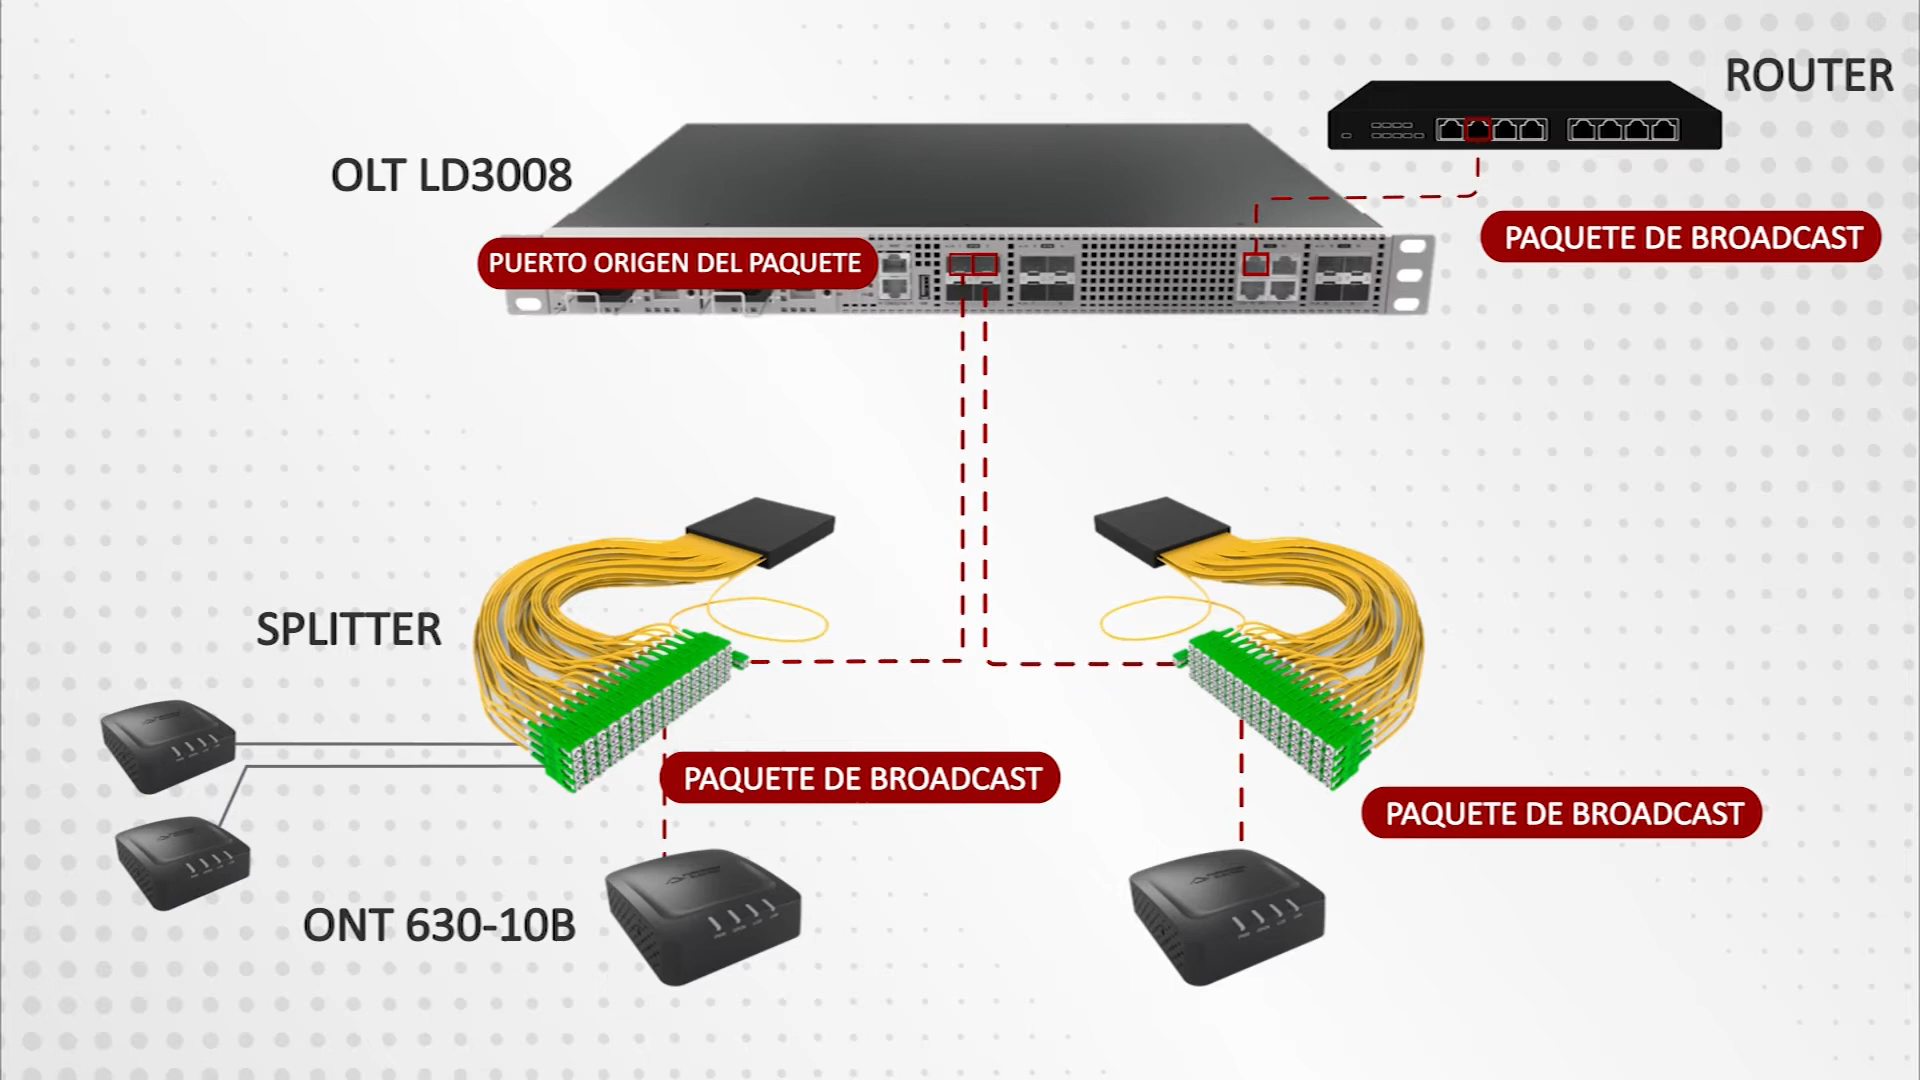 ROUTER
OLT LD3008
PAQUETE DE BROADCAST
PUERTO ORIGEN DEL PAQUETE
SPLITTER
PAQUETE DE BROADCAST
PAQUETE DE BROADCAST
ONT 630-10B